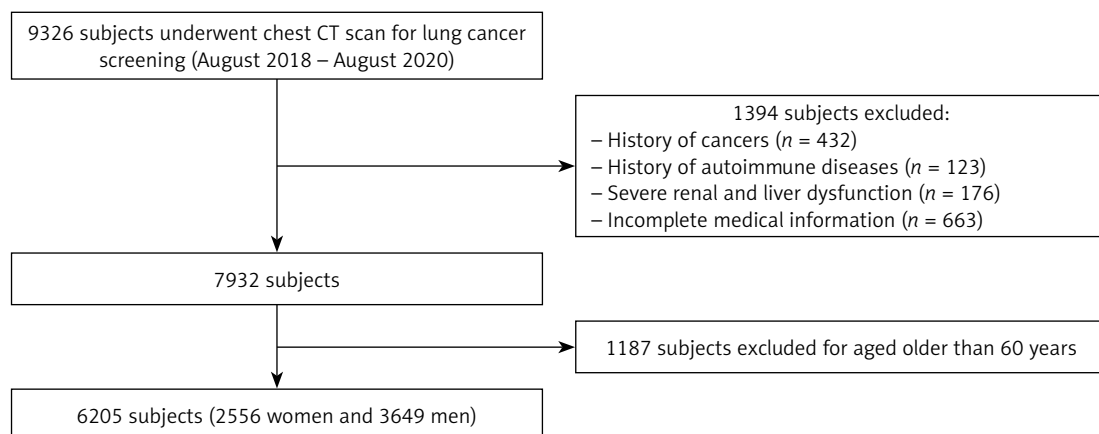 9326 subjects underwent chest CT scan for lung cancer
screening (August 2018 – August 2020)
1394 subjects excluded:
– History of cancers (n = 432)
– History of autoimmune diseases (n = 123)
– Severe renal and liver dysfunction (n = 176)
– Incomplete medical information (n = 663)
7932 subjects
1187 subjects excluded for aged older than 60 years
6205 subjects (2556 women and 3649 men)